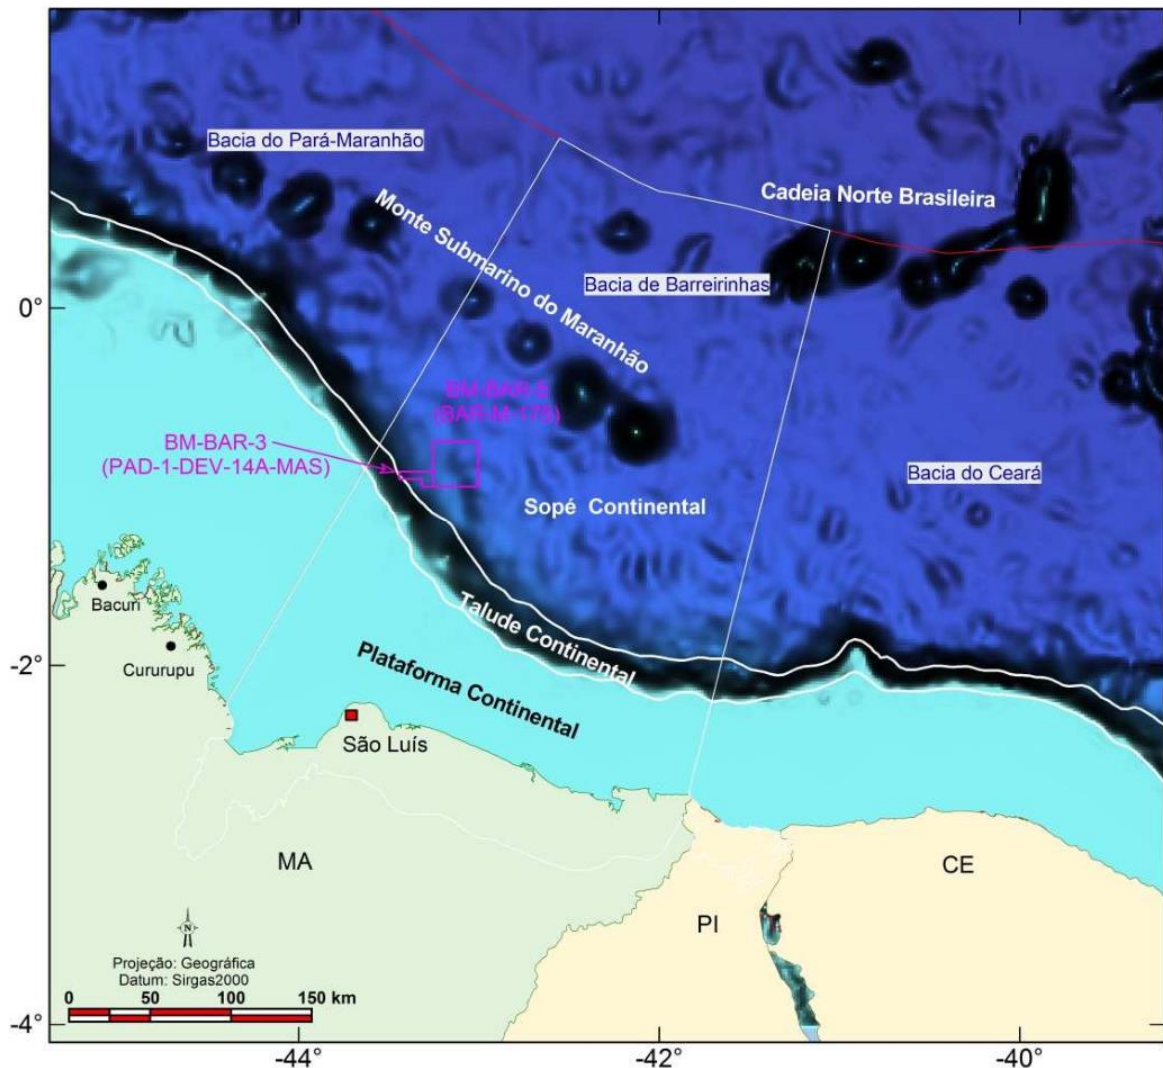 Bacia do Pará-Maranhão
Cadeia Norte Brasileira
Monte Submarino do Maranhão
Bacia de Barreirinhas
0°
BM-BAR-5
(BAR-M-175)
BM-BAR-3
(PAD-1-DEV-14A-MAS)
Bacia do Ceará
Sopé Continental
Bacuri
Talude Continental
Cururupu
-2°
Plataforma Continental
São Luís
MA
CE
PI
N
Projeção: Geográfica
Datum: Sirgas2000
0 50 100 150 km
-4°
-44° -42° -40°